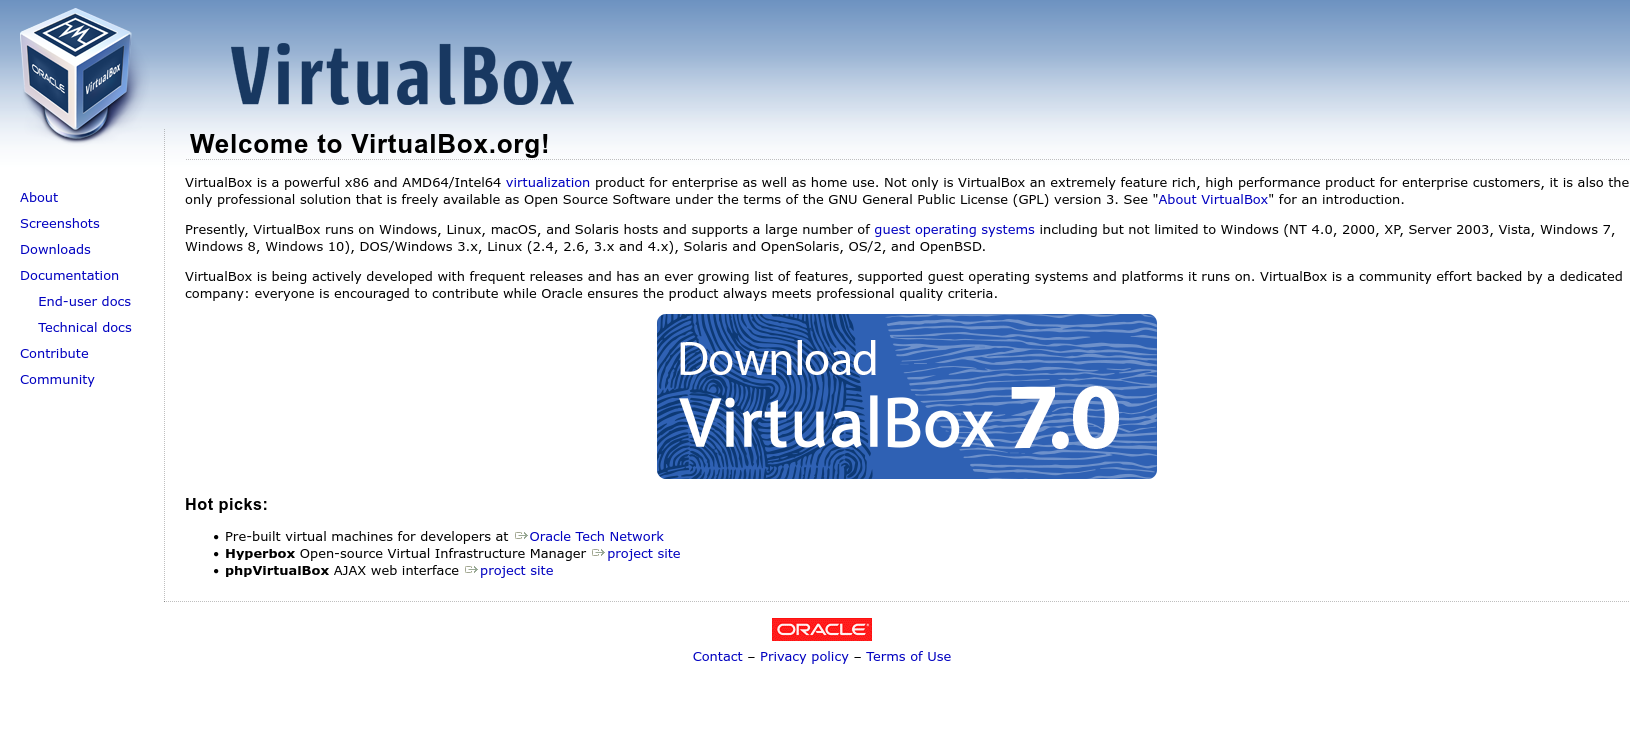 ORACLE
VirtualBox
VirtualBox
Welcome to VirtualBox.org!
About
Screenshots
Downloads
Documentation
End-user docs
Technical docs
Contribute
Community
VirtualBox is a powerful x86 and AMD64/Intel64 virtualization product for enterprise as well as home use. Not only is VirtualBox an extremely feature rich, high performance product for enterprise customers, it is also the
only professional solution that is freely available as Open Source Software under the terms of the GNU General Public License (GPL) version 3. See "About VirtualBox" for an introduction.
Presently, VirtualBox runs on Windows, Linux, macOS, and Solaris hosts and supports a large number of guest operating systems including but not limited to Windows (NT 4.0, 2000, XP, Server 2003, Vista, Windows 7,
Windows 8, Windows 10), DOS/Windows 3.x, Linux (2.4, 2.6, 3.x and 4.x), Solaris and OpenSolaris, OS/2, and OpenBSD.
VirtualBox is being actively developed with frequent releases and has an ever growing list of features, supported guest operating systems and platforms it runs on. VirtualBox is a community effort backed by a dedicated
company: everyone is encouraged to contribute while Oracle ensures the product always meets professional quality criteria.
Download
VirtualBox 7.0
Hot picks:
• Pre-built virtual machines for developers at Oracle Tech Network
• Hyperbox Open-source Virtual Infrastructure Manager project site
• phpVirtualBox AJAX web interface project site
ORACLE
Contact – Privacy policy – Terms of Use